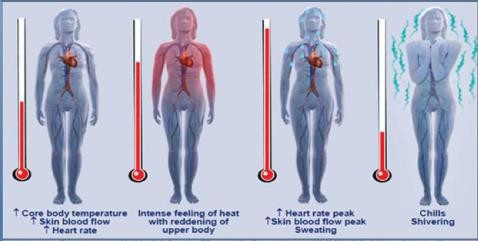 ↑ Core body temperature
↑ Skin blood flow
↑ Heart rate
Intense feeling of heat
with reddening of
upper body
↑ Heart rate peak
↑Skin blood flow peak
Sweating
Chills
Shivering